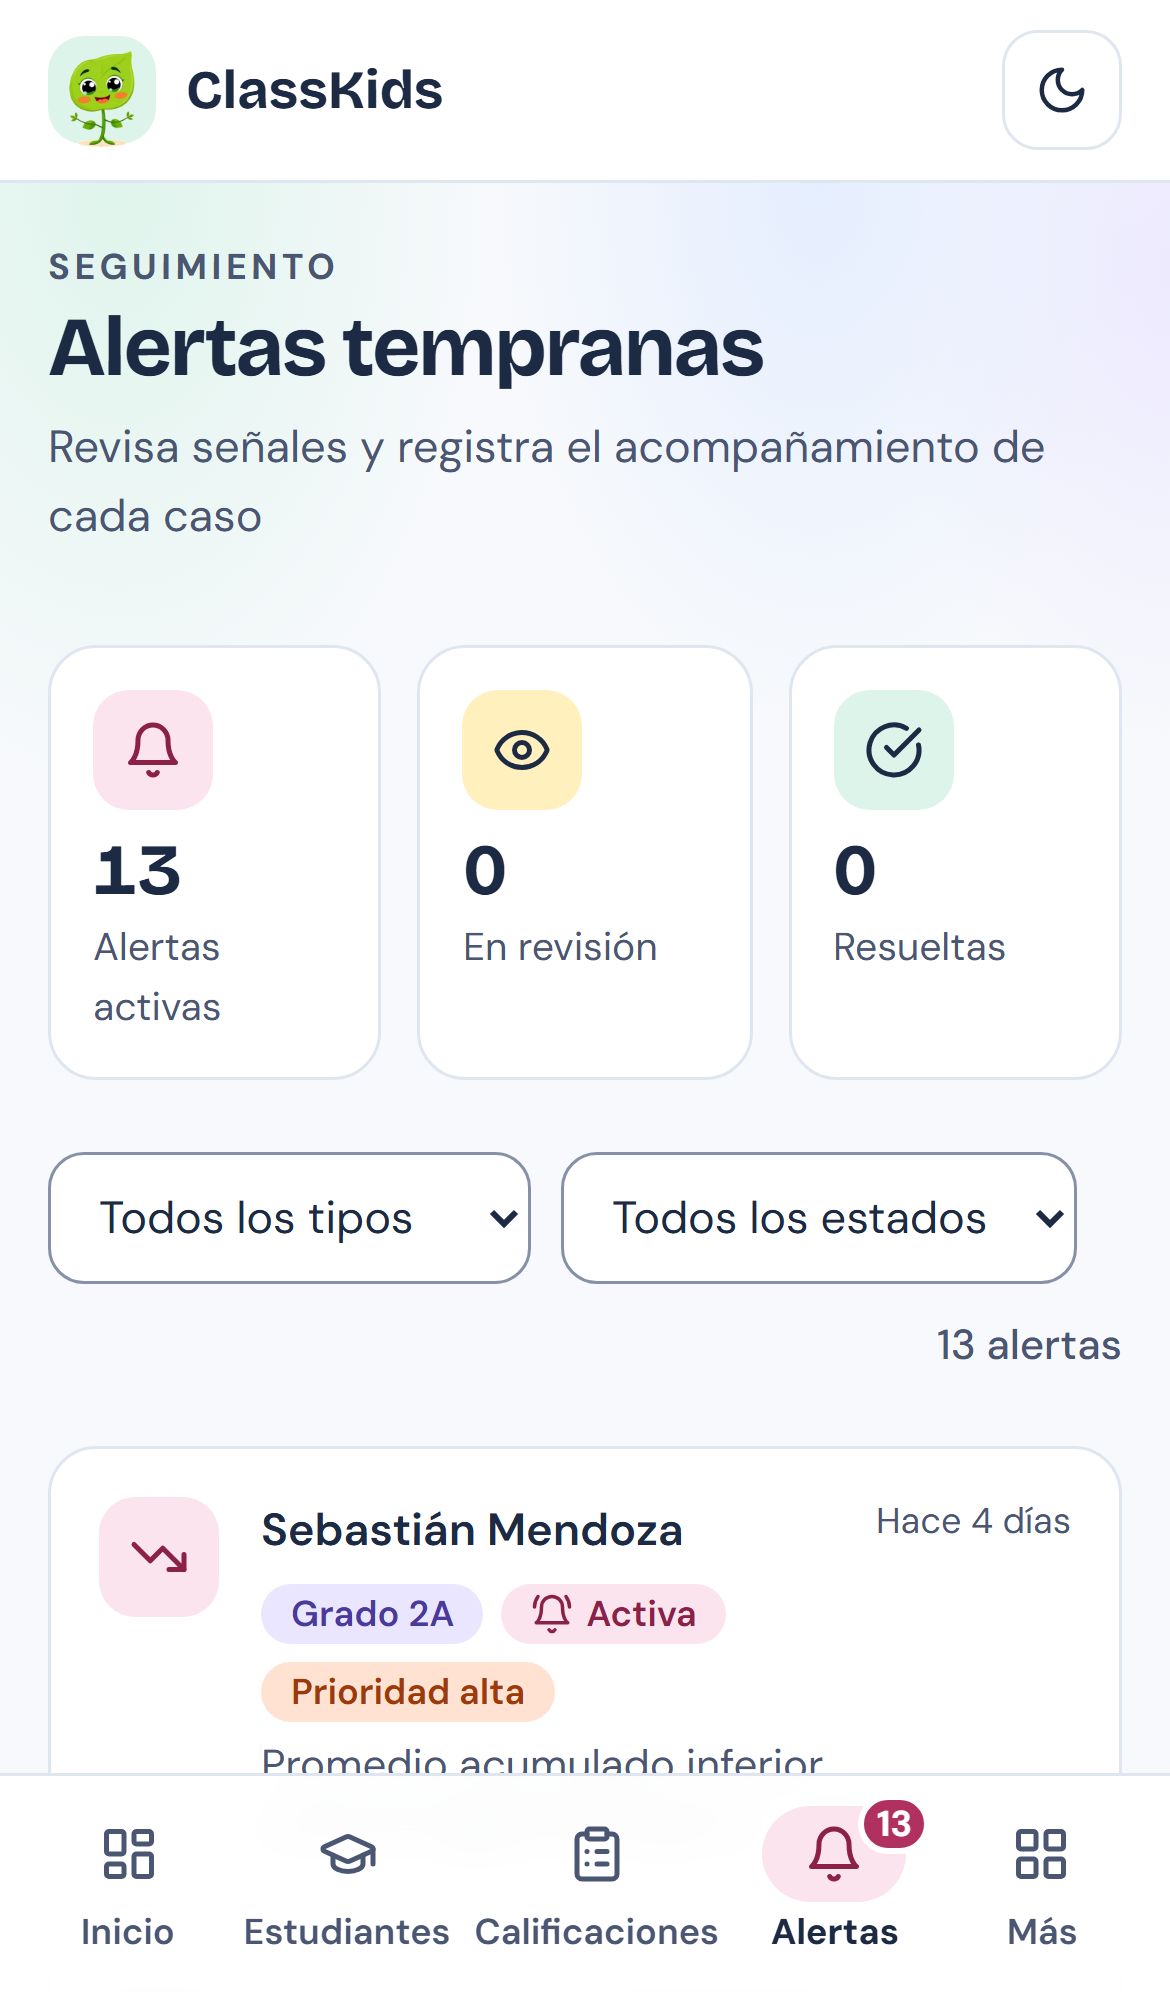 ClassKids
SEGUIMIENTO
Alertas tempranas
Revisa señales y registra el acompañamiento de
cada caso
13
Alertas
activas
0
En revisión
0
Resueltas
Todos los tipos
Todos los estados
13 alertas
Sebastián Mendoza
Hace 4 días
Grado 2A
Activa
Prioridad alta
Promedio acumulado inferior
13
Inicio
Estudiantes
Calificaciones
Alertas
Más